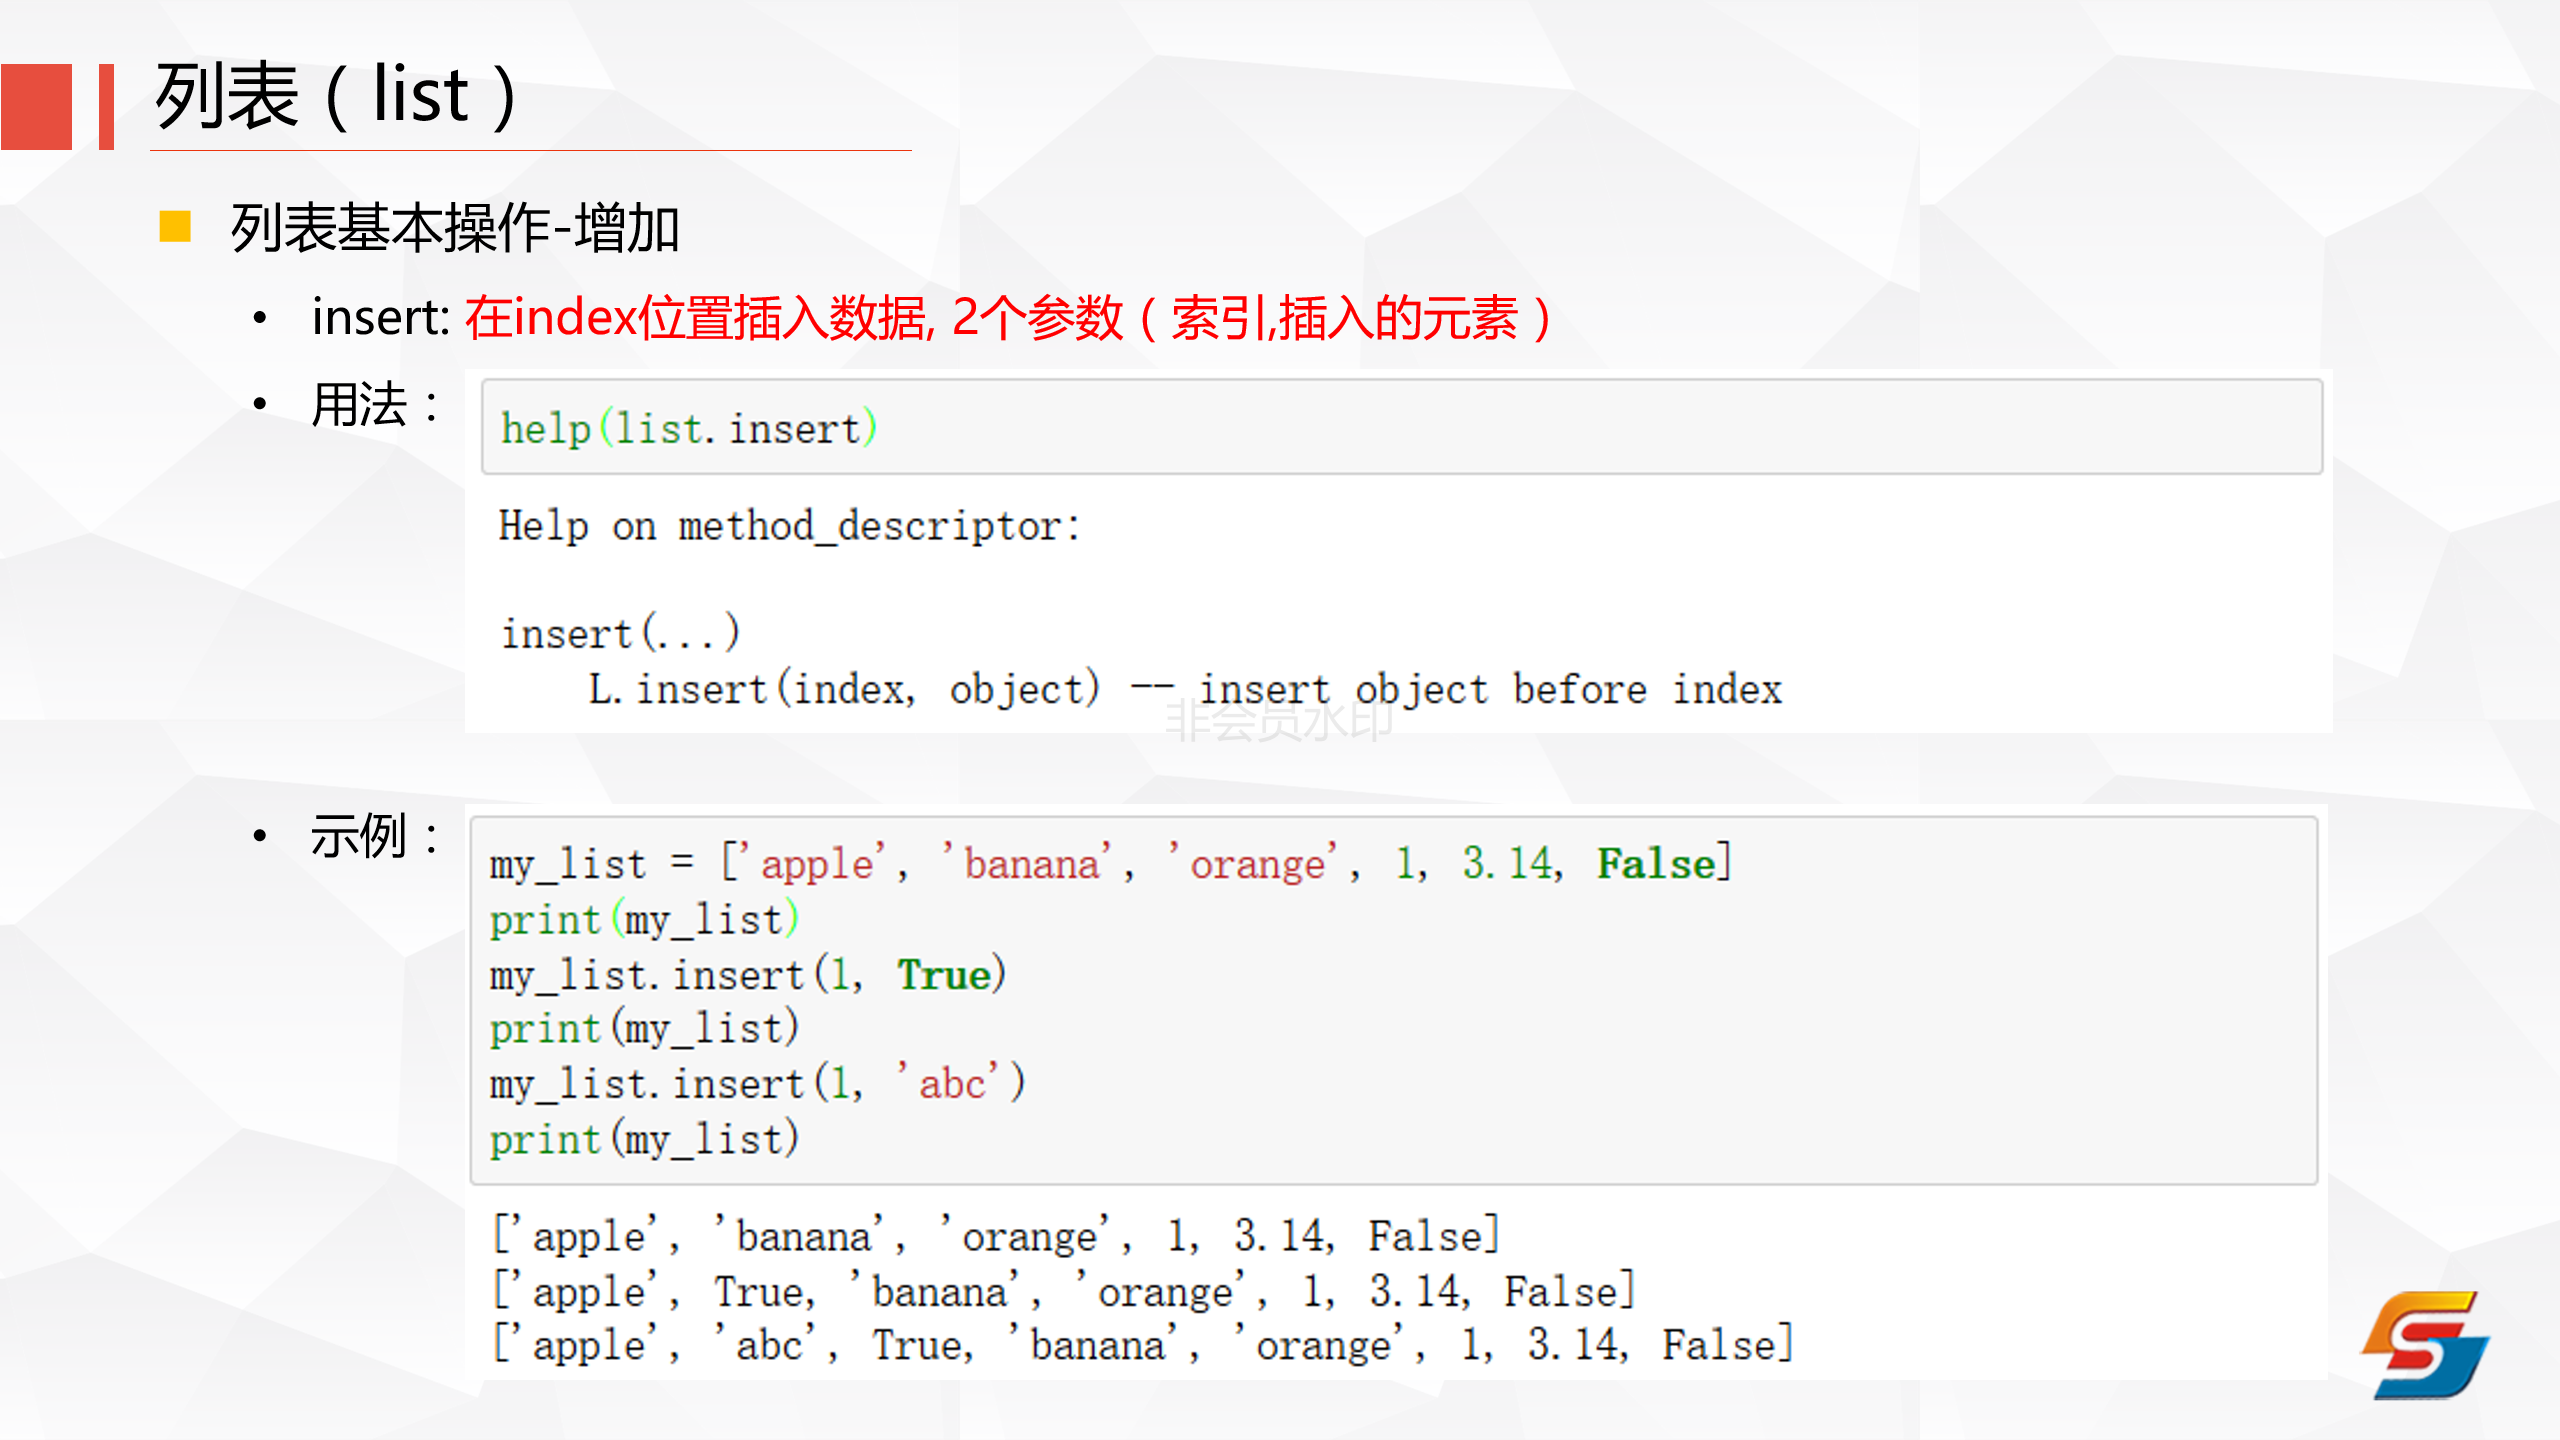 列表（list）
列表基本操作-增加
• insert: 在index位置插入数据, 2个参数（索引,插入的元素）
• 用法：
help(list.insert)
Help on method_descriptor:
insert(...)
    L.insert(index, object) -- insert object before index
非会员水印
• 示例：
my_list = ['apple', 'banana', 'orange', 1, 3.14, False]
print(my_list)
my_list.insert(1, True)
print(my_list)
my_list.insert(1, 'abc')
print(my_list)
['apple', 'banana', 'orange', 1, 3.14, False]
['apple', True, 'banana', 'orange', 1, 3.14, False]
['apple', 'abc', True, 'banana', 'orange', 1, 3.14, False]